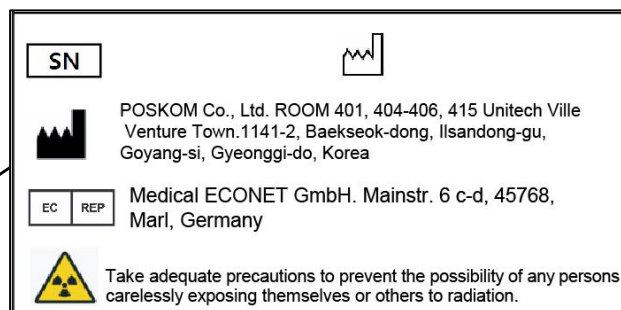 SN
POSKOM Co., Ltd. ROOM 401, 404-406, 415 Unitech Ville
Venture Town.1141-2, Baekseok-dong, Ilsandong-gu,
Goyang-si, Gyeonggi-do, Korea
EC REP
Medical ECONET GmbH. Mainstr. 6 c-d, 45768,
Marl, Germany
Take adequate precautions to prevent the possibility of any persons
carelessly exposing themselves or others to radiation.